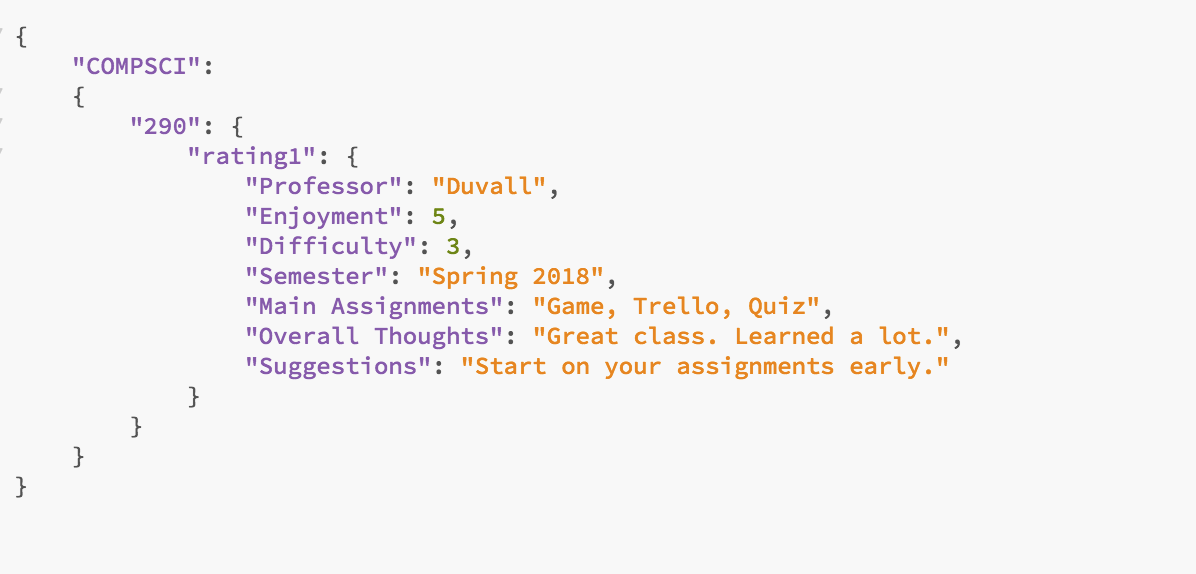 {
"COMPSCI":
{
"290": {
"rating1": {
"Professor": "Duvall",
"Enjoyment": 5,
"Difficulty": 3,
"Semester": "Spring 2018",
"Main Assignments": "Game, Trello, Quiz",
"Overall Thoughts": "Great class. Learned a lot.",
"Suggestions": "Start on your assignments early."
}
}
}
}